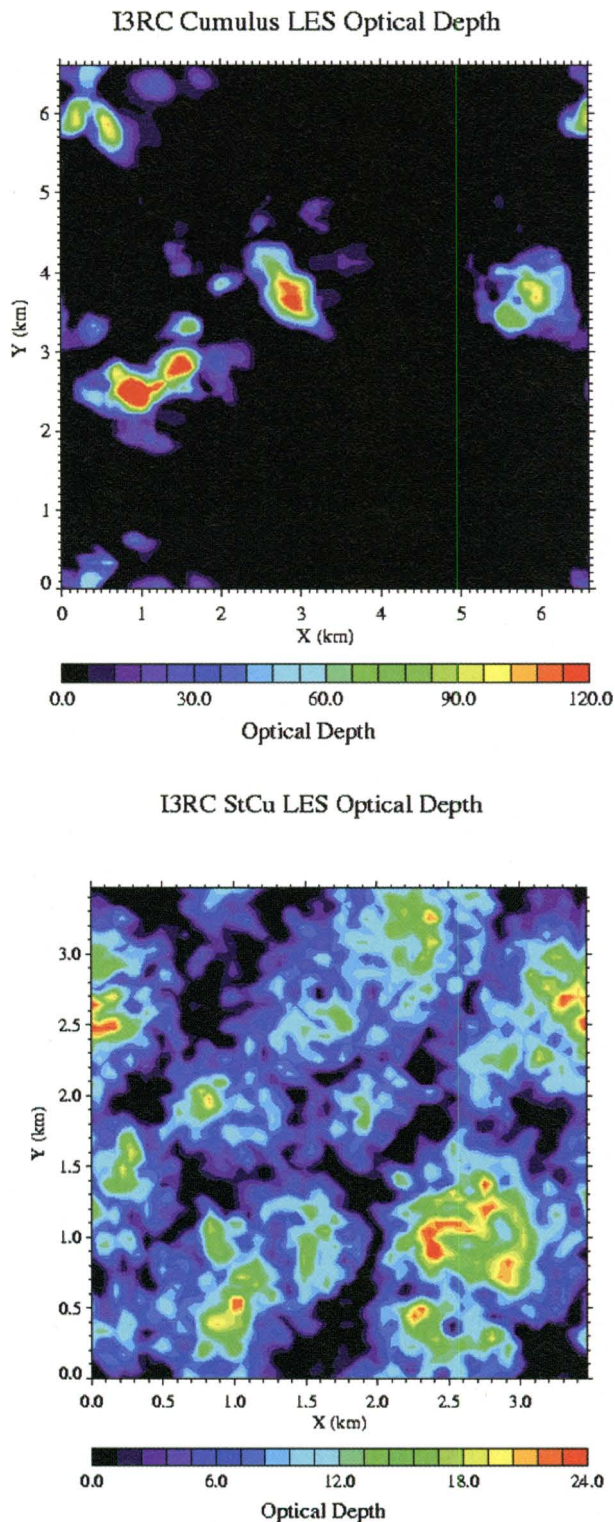 I3RC Cumulus LES Optical Depth
6
5
4
3
2
1
0
Y (km)
0 1 2 3 4 5 6
X (km)
0.0 30.0 60.0 90.0 120.0
Optical Depth
I3RC StCu LES Optical Depth
3.0
2.5
2.0
1.5
1.0
0.5
0.0
Y (km)
0.0 0.5 1.0 1.5 2.0 2.5 3.0
X (km)
0.0 6.0 12.0 18.0 24.0
Optical Depth